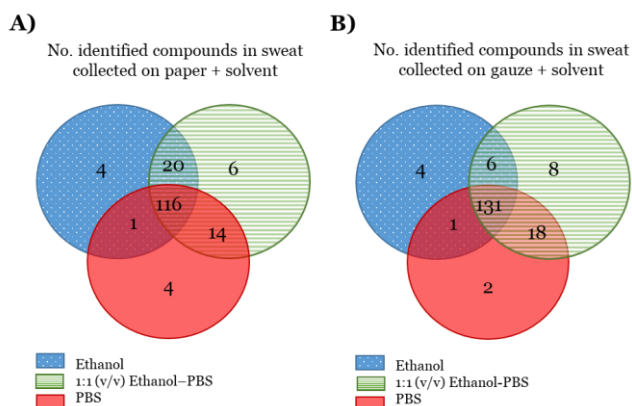 A)
No. identified compounds in sweat
collected on paper + solvent
4
20
6
116
1
14
4
Ethanol
1:1 (v/v) Ethanol–PBS
PBS
B)
No. identified compounds in sweat
collected on gauze + solvent
4
6
8
131
1
18
2
Ethanol
1:1 (v/v) Ethanol-PBS
PBS